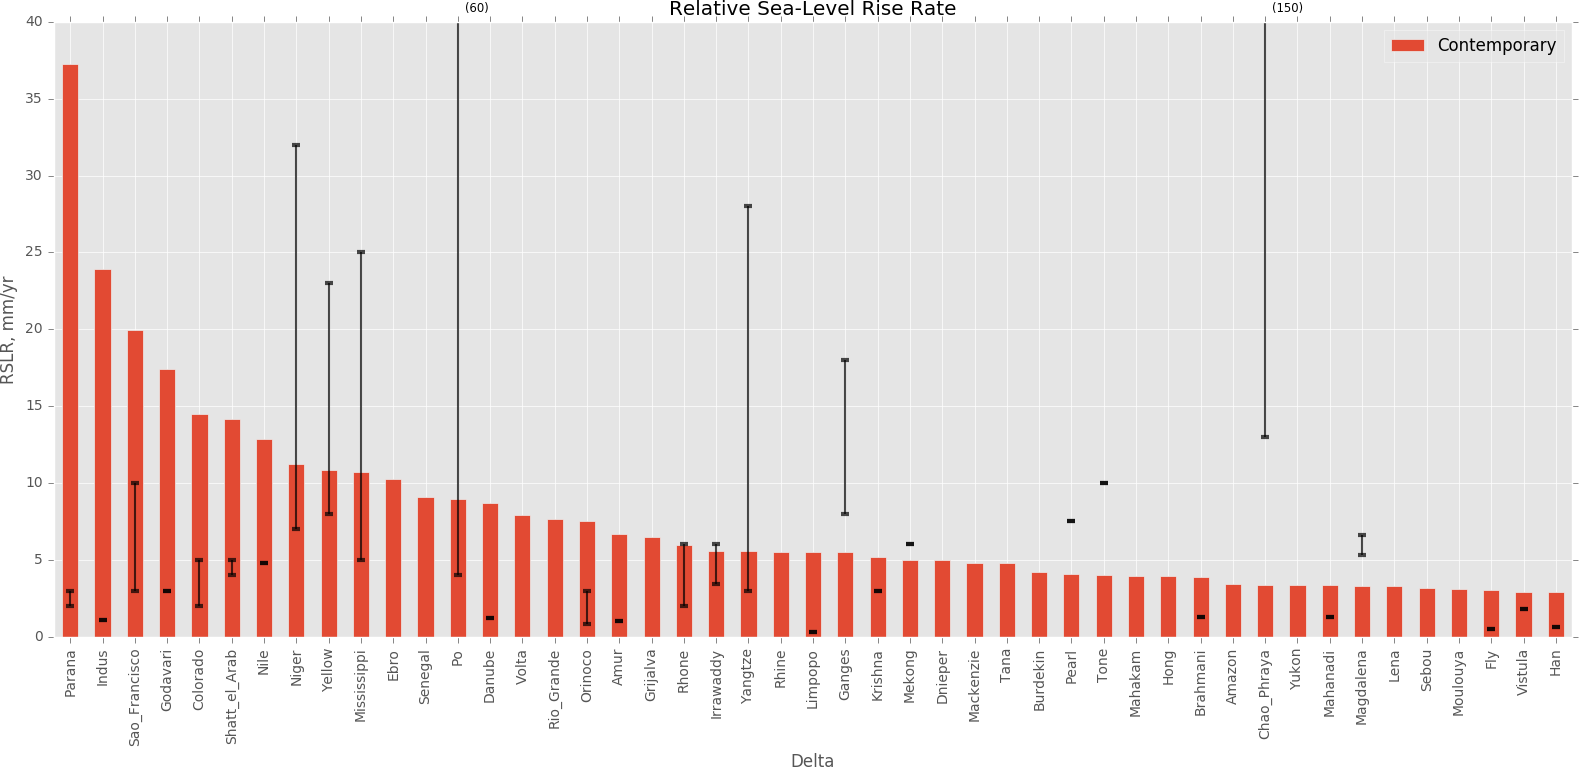 (60)
Relative Sea-Level Rise Rate
(150)
Contemporary
RSLR, mm/yr
40
35
30
25
20
15
10
5
0
Parana
Indus
Sao_Francisco
Godavari
Colorado
Shatt_el_Arab
Nile
Niger
Yellow
Mississippi
Ebro
Senegal
Po
Danube
Volta
Rio_Grande
Orinoco
Amur
Grijalva
Rhone
Irrawaddy
Yangtze
Rhine
Limpopo
Ganges
Krishna
Mekong
Dnieper
Mackenzie
Tana
Burdekin
Pearl
Tone
Mahakam
Hong
Brahmani
Amazon
Chao_Phraya
Yukon
Mahanadi
Magdalena
Lena
Sebou
Moulouya
Fly
Vistula
Han
Delta